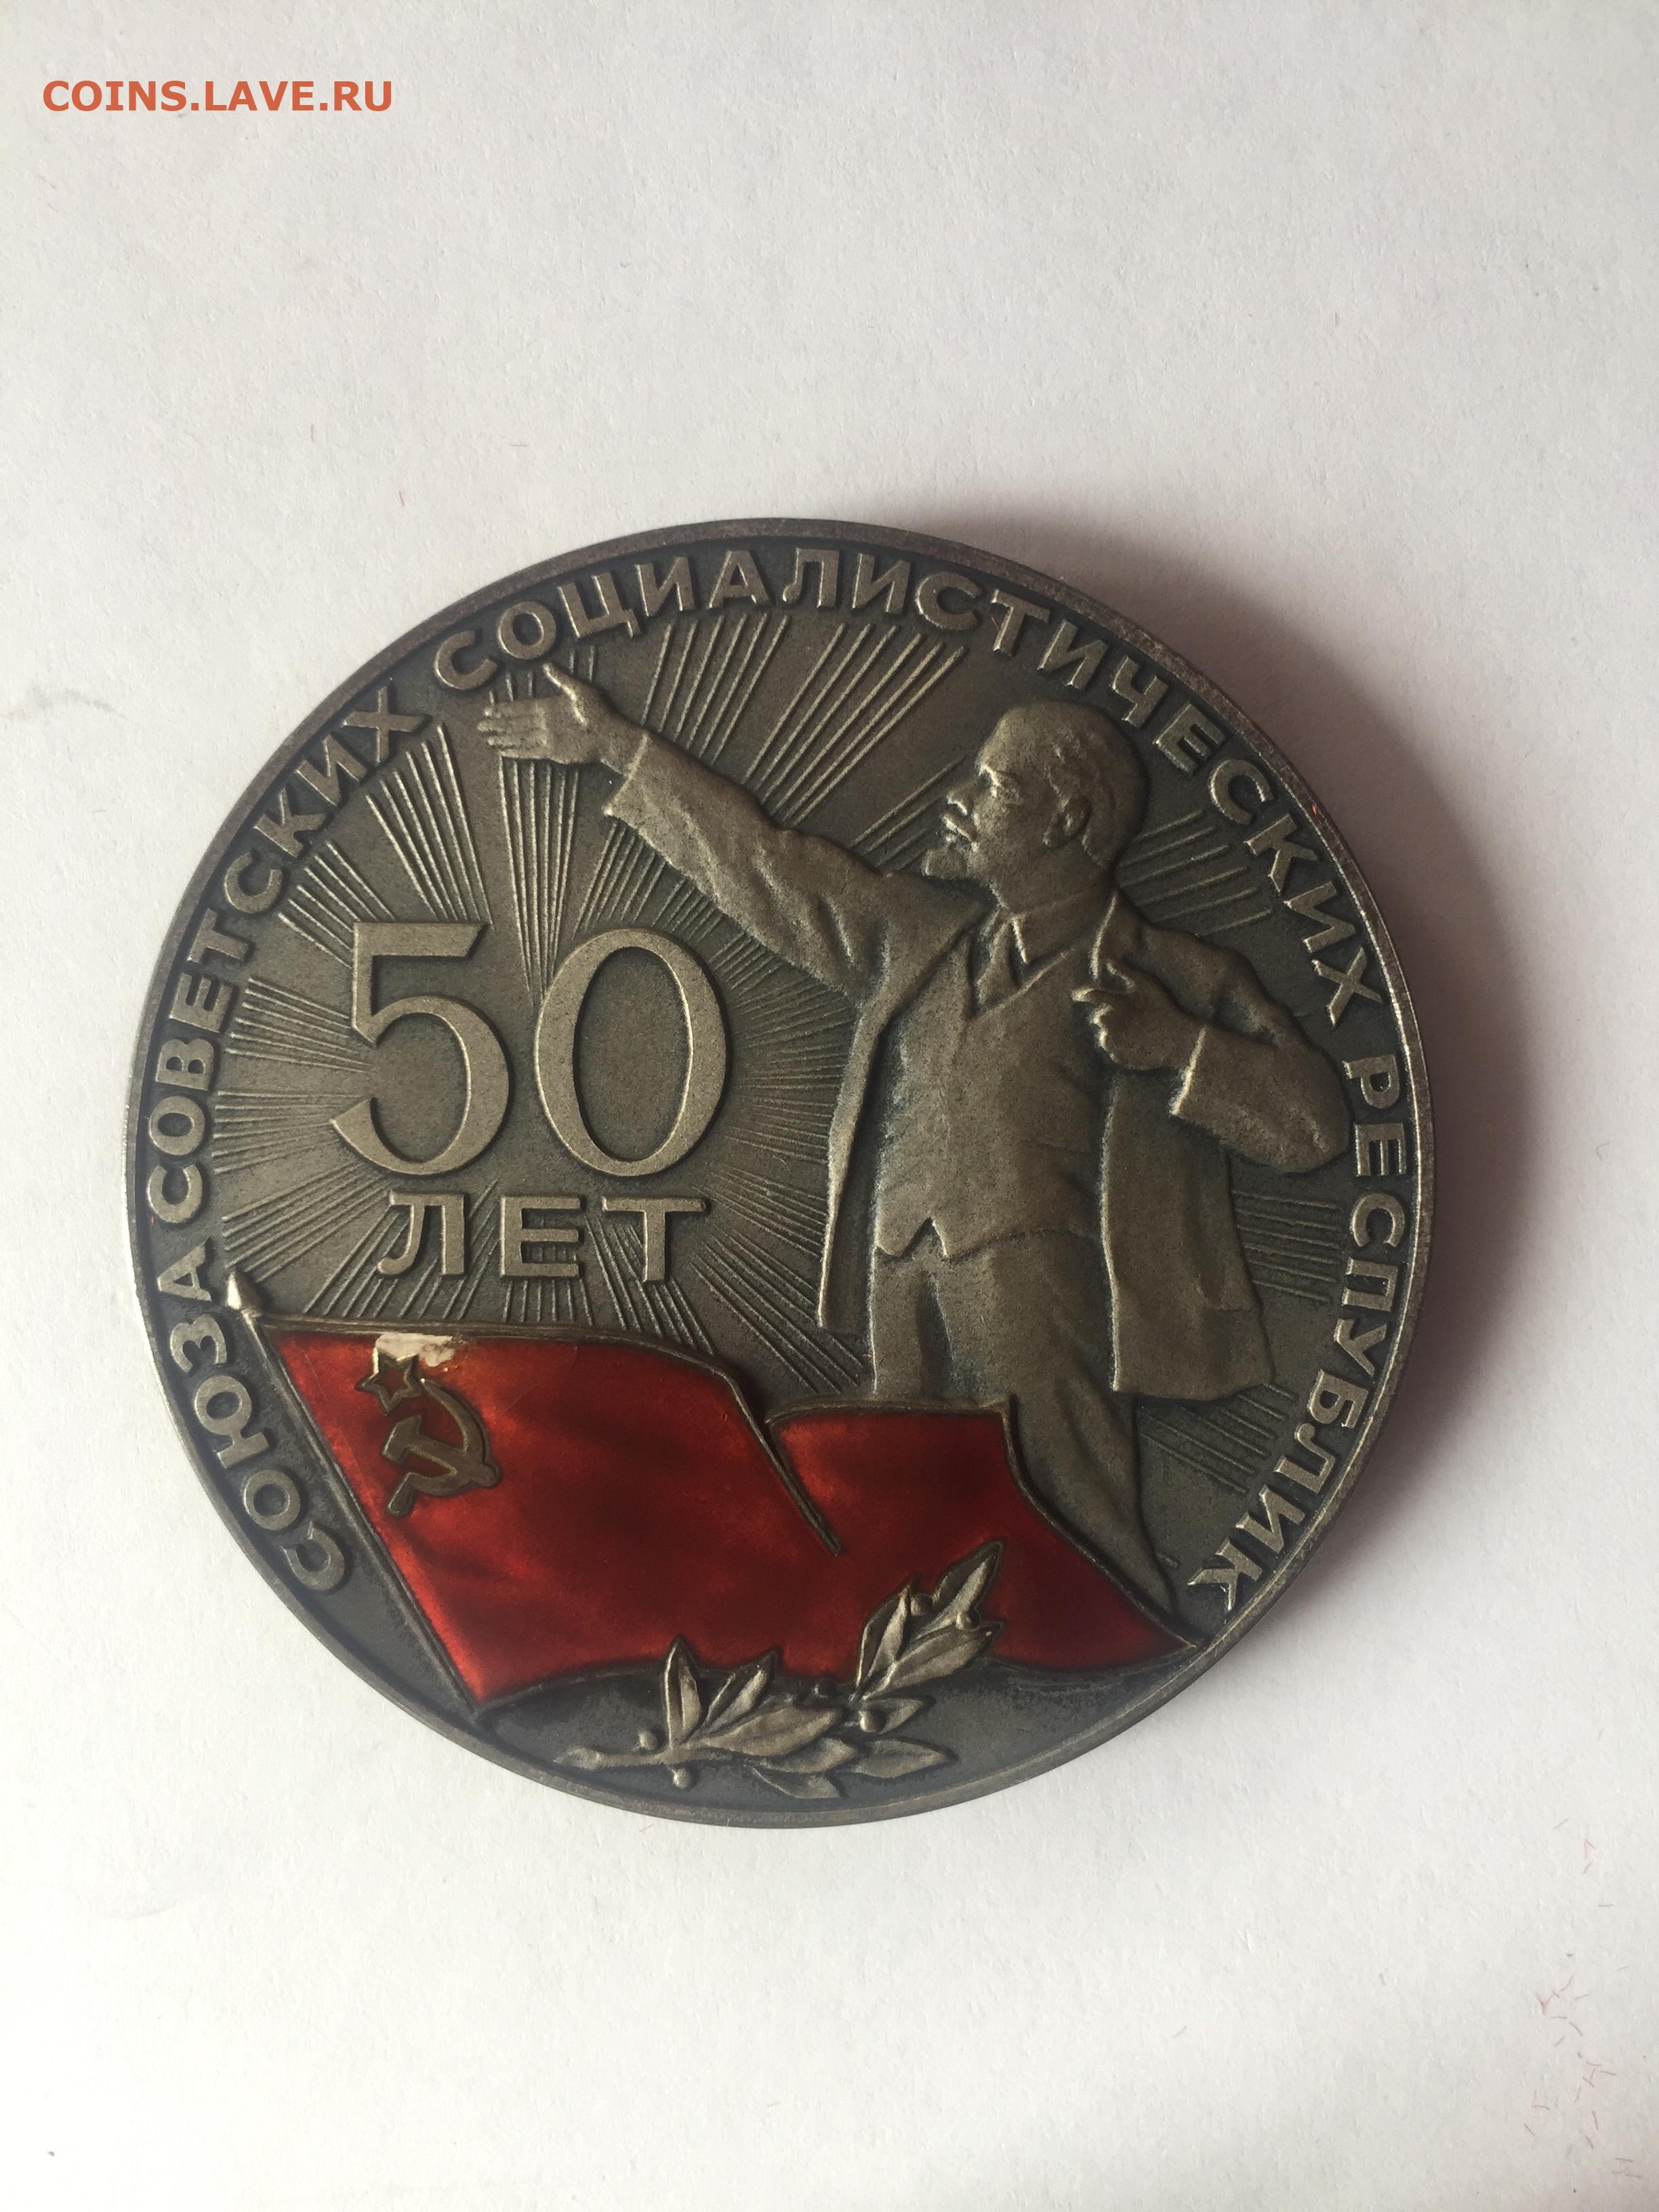 COINS.LAVE.RU
50
ЛЕТ
СОЮЗА СОВЕТСКИХ СОЦИАЛИСТИЧЕСКИХ РЕСПУБЛИК